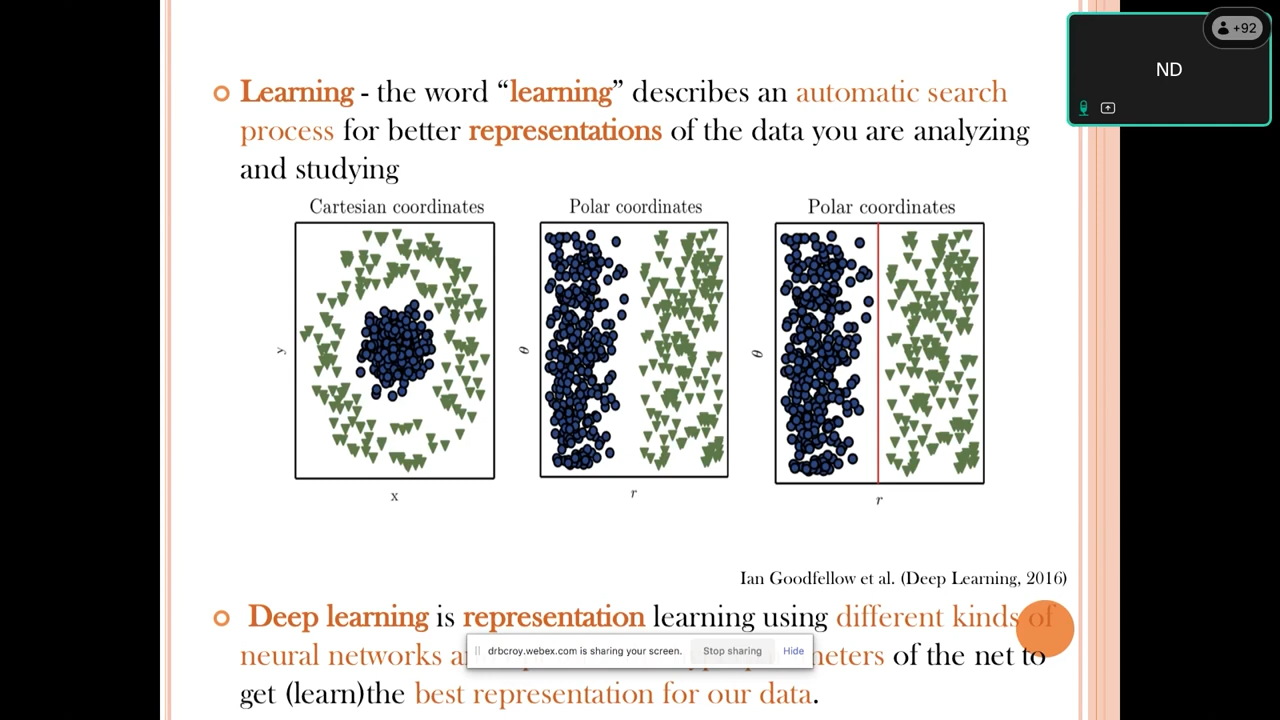 +92
ND
Learning - the word “learning” describes an automatic search
process for better representations of the data you are analyzing
and studying
Cartesian coordinates
Polar coordinates
Polar coordinates
y
θ
θ
x
r
r
Ian Goodfellow et al. (Deep Learning, 2016)
Deep learning is representation learning using different kinds of
neural networks
drbcroy.webex.com is sharing your screen. Stop sharing Hide
of the net to
get (learn)the best representation for our data.